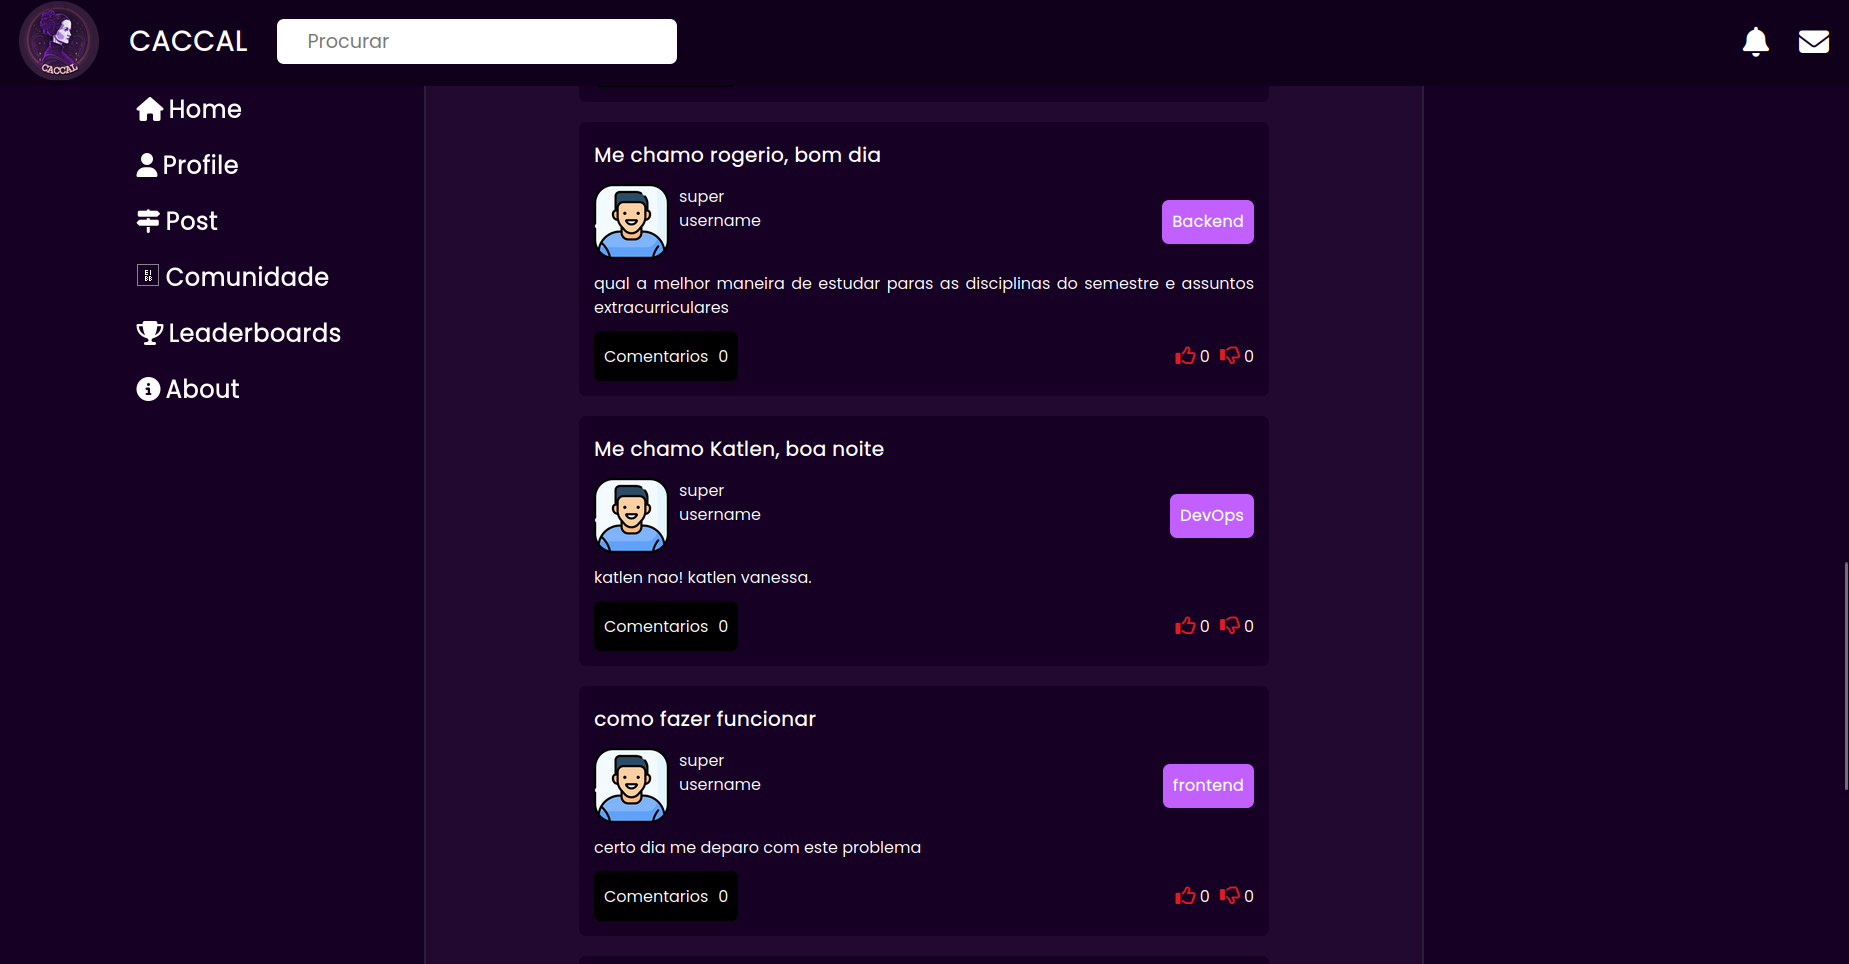 CACCAL
CACCAL
Procurar
Home
Profile
Post
Comunidade
Leaderboards
About
Me chamo rogerio, bom dia
super
username
Backend
qual a melhor maneira de estudar paras as disciplinas do semestre e assuntos
extracurriculares
Comentarios 0
0 0
Me chamo Katlen, boa noite
super
username
DevOps
katlen nao! katlen vanessa.
Comentarios 0
0 0
como fazer funcionar
super
username
frontend
certo dia me deparo com este problema
Comentarios 0
0 0